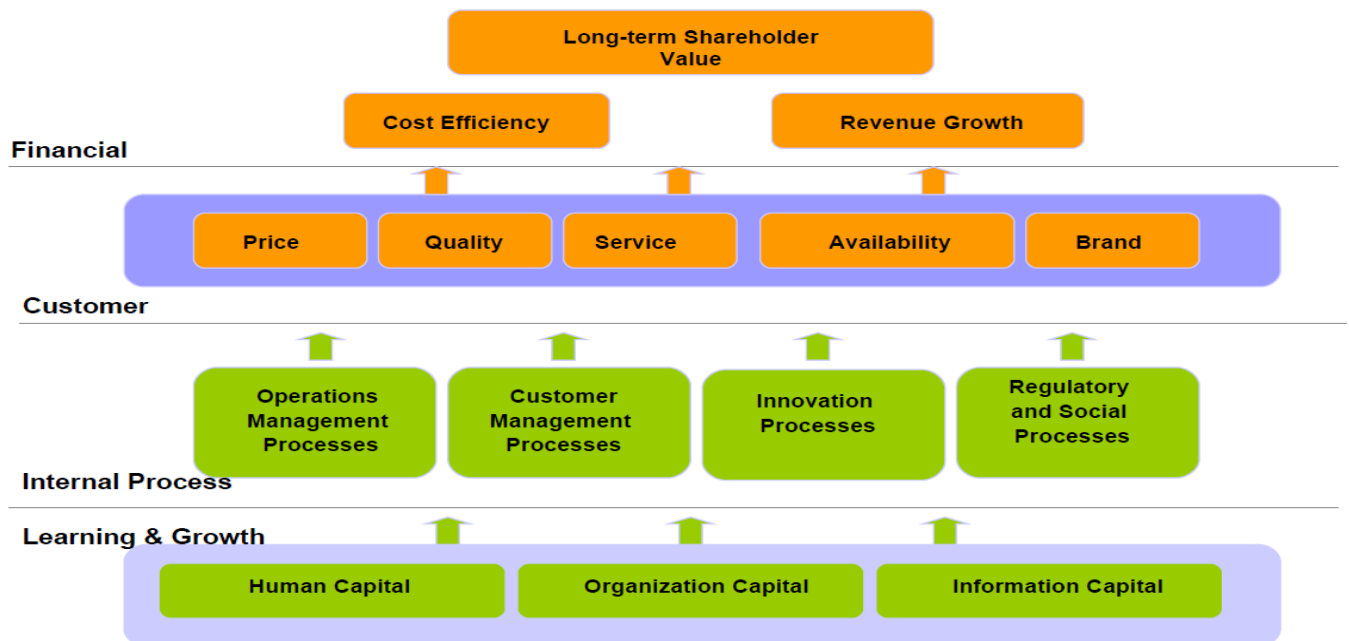 Long-term Shareholder
Value
Cost Efficiency
Revenue Growth
Financial
Price
Quality
Service
Availability
Brand
Customer
Operations
Management
Processes
Customer
Management
Processes
Innovation
Processes
Regulatory
and Social
Processes
Internal Process
Learning & Growth
Human Capital
Organization Capital
Information Capital